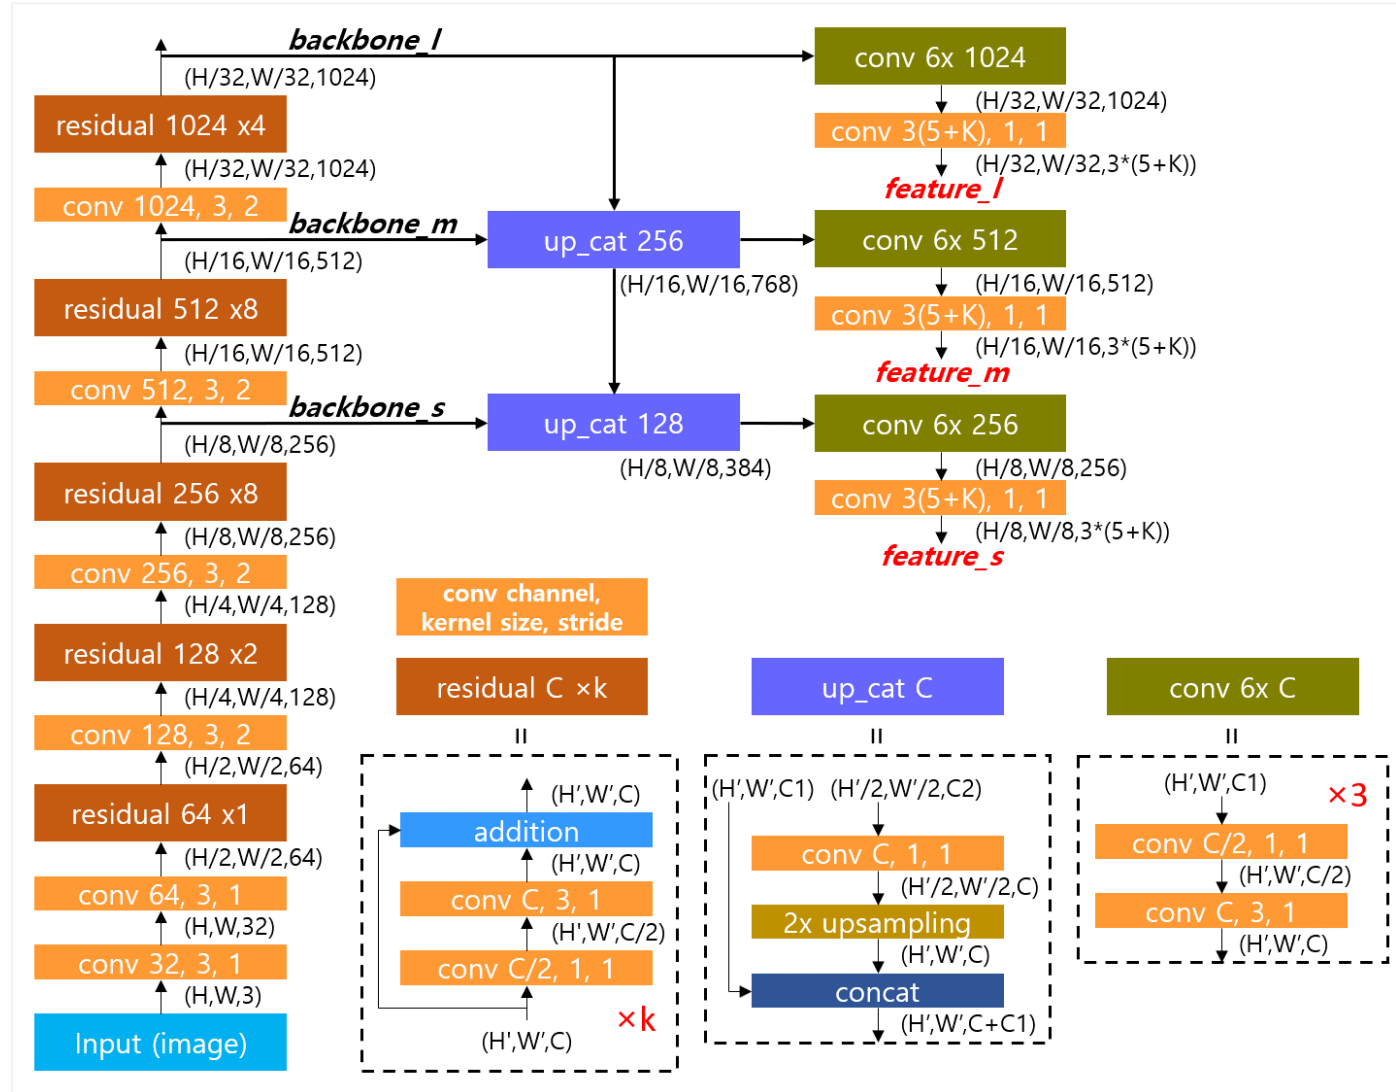 backbone_l
(H/32,W/32,1024)
residual 1024 x4
(H/32,W/32,1024)
conv 1024, 3, 2
backbone_m
(H/16,W/16,512)
residual 512 x8
(H/16,W/16,512)
conv 512, 3, 2
backbone_s
(H/8,W/8,256)
residual 256 x8
(H/8,W/8,256)
conv 256, 3, 2
(H/4,W/4,128)
residual 128 x2
(H/4,W/4,128)
conv 128, 3, 2
(H/2,W/2,64)
residual 64 x1
(H/2,W/2,64)
conv 64, 3, 1
(H,W,32)
conv 32, 3, 1
(H,W,3)
Input (image)
up_cat 256
(H/16,W/16,768)
up_cat 128
(H/8,W/8,384)
conv 6x 1024
(H/32,W/32,1024)
conv 3(5+K), 1, 1
(H/32,W/32,3*(5+K))
feature_l
conv 6x 512
(H/16,W/16,512)
conv 3(5+K), 1, 1
(H/16,W/16,3*(5+K))
feature_m
conv 6x 256
(H/8,W/8,256)
conv 3(5+K), 1, 1
(H/8,W/8,3*(5+K))
feature_s
conv channel,
kernel size, stride
residual C ×k
=
(H',W',C)
addition
(H',W',C)
conv C, 3, 1
(H',W',C/2)
conv C/2, 1, 1
×k
(H',W',C)
up_cat C
=
(H',W',C1) (H'/2,W'/2,C2)
conv C, 1, 1
(H'/2,W'/2,C)
2x upsampling
(H',W',C)
concat
(H',W',C+C1)
conv 6x C
=
(H',W',C1)
×3
conv C/2, 1, 1
(H',W',C/2)
conv C, 3, 1
(H',W',C)